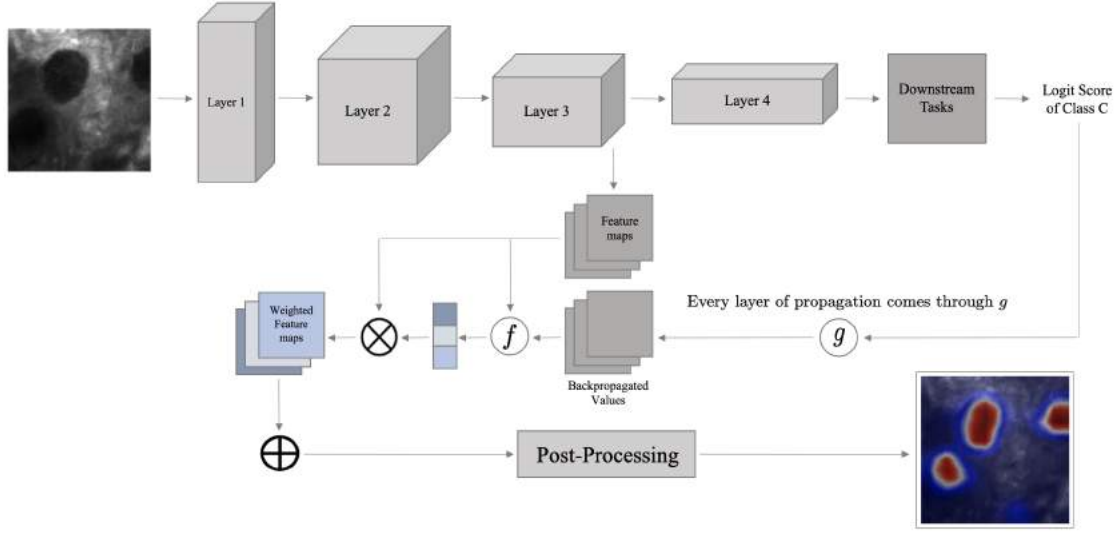 Layer 1
Layer 2
Layer 3
Layer 4
Downstream
Tasks
Logit Score
of Class C
Feature
maps
Every layer of propagation comes through g
Weighted
Feature
maps
f
g
Backpropagated
Values
Post-Processing